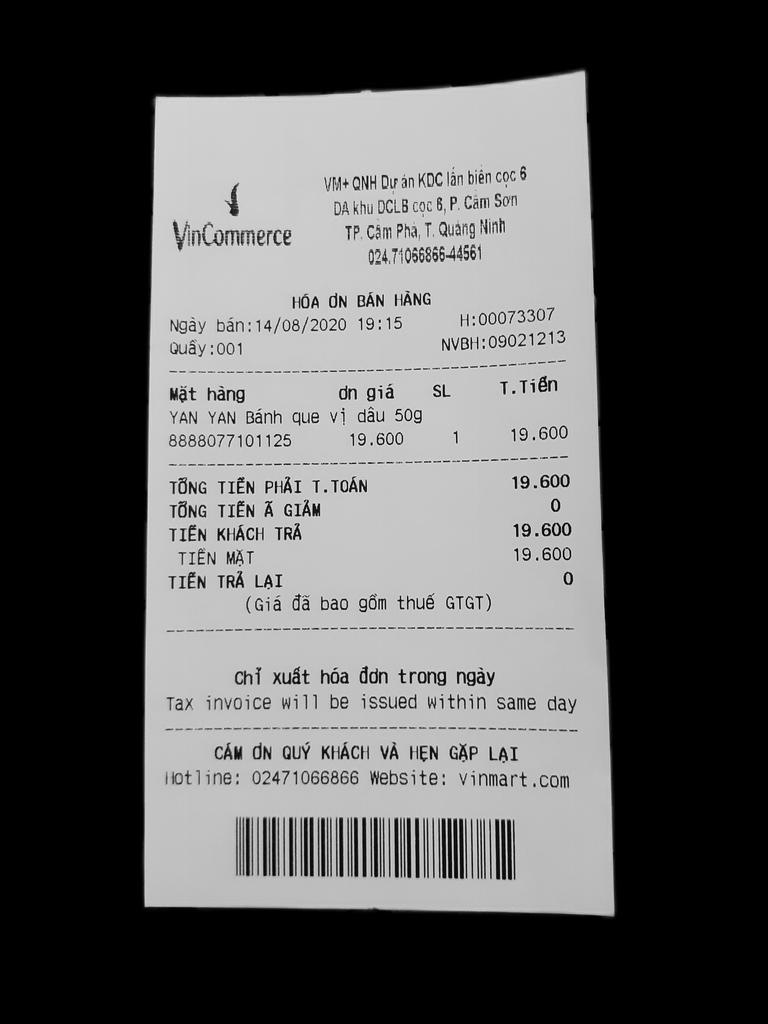 VinCommerce
VM+ QNH Dự án KDC lấn biển cọc 6
DA khu DCLB cọc 6, P. Cẩm Sơn
TP. Cẩm Phả, T. Quảng Ninh
024.71066866-44561
HÓA ƠN BÁN HÀNG
Ngày bán:14/08/2020 19:15 H:00073307
Quầy:001 NVBH:09021213
Mặt hàng ơn giá SL T.Tiền
YAN YAN Bánh que vị dâu 50g
8888077101125 19.600 1 19.600
TỔNG TIỀN PHẢI T.TOÁN 19.600
TỔNG TIỀN Ã GIẢM 0
TIỀN KHÁCH TRẢ 19.600
TIỀN MẶT 19.600
TIỀN TRẢ LẠI 0
(Giá đã bao gồm thuế GTGT)
Chỉ xuất hóa đơn trong ngày
Tax invoice will be issued within same day
CẢM ƠN QUÝ KHÁCH VÀ HẸN GẶP LẠI
Hotline: 02471066866 Website: vinmart.com